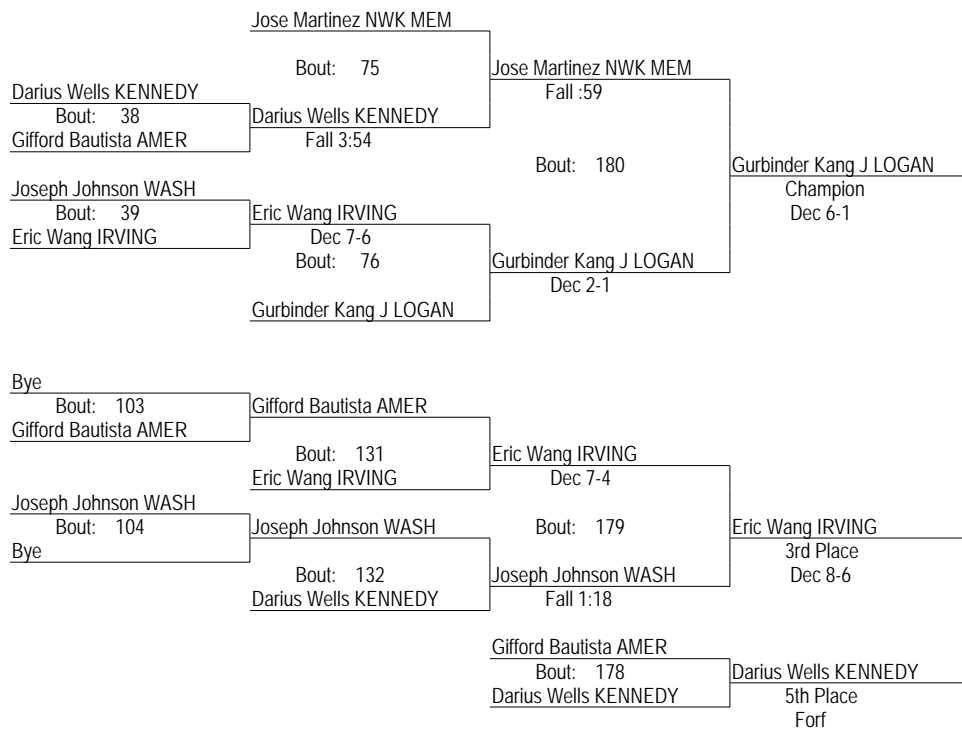 Jose Martinez NWK MEM
Bout: 75
Jose Martinez NWK MEM
Darius Wells KENNEDY
Fall :59
Bout: 38
Darius Wells KENNEDY
Gifford Bautista AMER
Fall 3:54
Bout: 180
Gurbinder Kang J LOGAN
Joseph Johnson WASH
Champion
Bout: 39
Eric Wang IRVING
Dec 6-1
Eric Wang IRVING
Dec 7-6
Bout: 76
Gurbinder Kang J LOGAN
Dec 2-1
Gurbinder Kang J LOGAN
Bye
Bout: 103
Gifford Bautista AMER
Gifford Bautista AMER
Bout: 131
Eric Wang IRVING
Eric Wang IRVING
Dec 7-4
Joseph Johnson WASH
Bout: 104
Joseph Johnson WASH
Bout: 179
Eric Wang IRVING
Bye
3rd Place
Bout: 132
Joseph Johnson WASH
Dec 8-6
Darius Wells KENNEDY
Fall 1:18
Gifford Bautista AMER
Bout: 178
Darius Wells KENNEDY
Darius Wells KENNEDY
5th Place
Forf